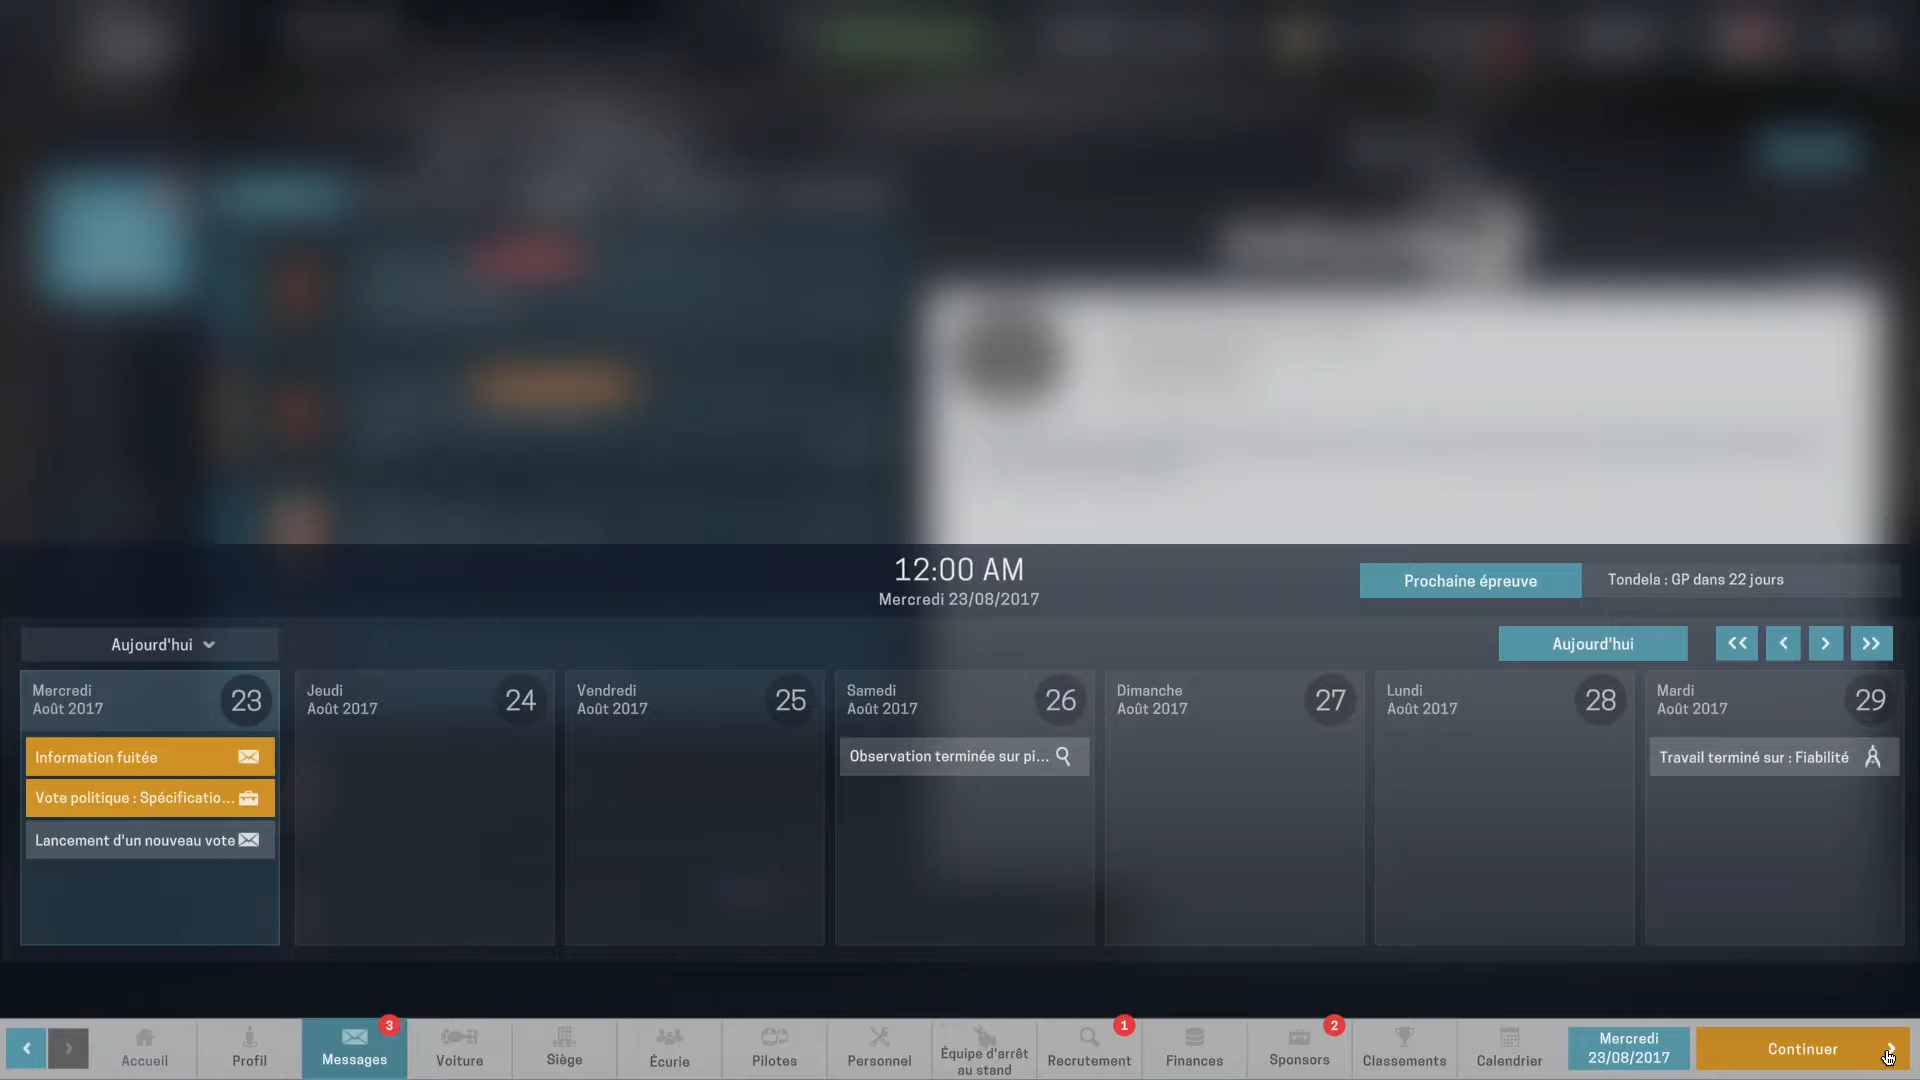 12:00 AM
Mercredi 23/08/2017
Prochaine épreuve
Tondela : GP dans 22 jours
Aujourd'hui
Aujourd'hui
<<
<
>
>>
Mercredi
Août 2017
23
Information fuitée
Vote politique : Spécificatio...
Lancement d'un nouveau vote
Jeudi
Août 2017
24
Vendredi
Août 2017
25
Samedi
Août 2017
26
Observation terminée sur pi...
Dimanche
Août 2017
27
Lundi
Août 2017
28
Mardi
Août 2017
29
Travail terminé sur : Fiabilité
Accueil
Profil
3
Messages
Voiture
Siège
Écurie
Pilotes
Personnel
Équipe d'arrêt
au stand
1
Recrutement
Finances
2
Sponsors
Classements
Calendrier
Mercredi
23/08/2017
Continuer